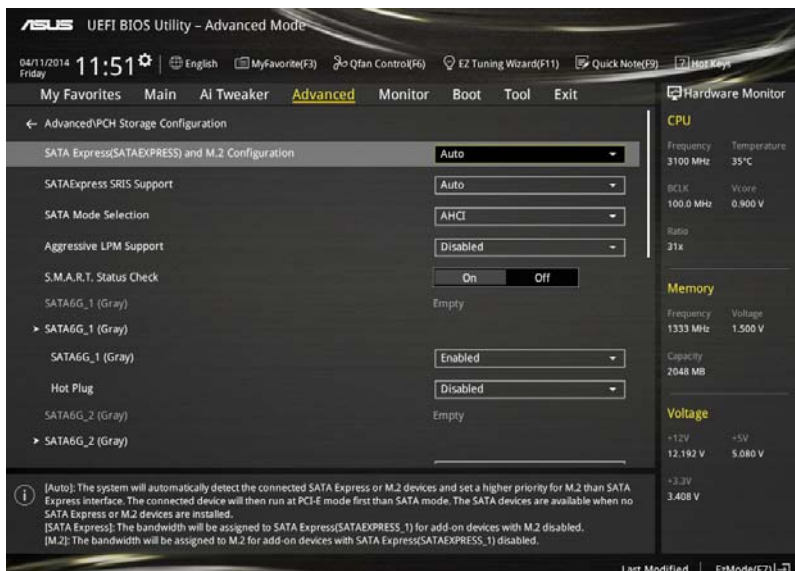 ASUS UEFI BIOS Utility – Advanced Mode
04/11/2014 Friday 11:51 English MyFavorite(F3) Qfan Control(F6) EZ Tuning Wizard(F11) Quick Note(F9) ? Hot Keys
My Favorites Main Ai Tweaker Advanced Monitor Boot Tool Exit
← Advanced\PCH Storage Configuration
SATA Express(SATAEXPRESS) and M.2 Configuration Auto
SATAExpress SRIS Support Auto
SATA Mode Selection AHCI
Aggressive LPM Support Disabled
S.M.A.R.T. Status Check On Off
SATA6G_1 (Gray) Empty
> SATA6G_1 (Gray)
SATA6G_1 (Gray) Enabled
Hot Plug Disabled
SATA6G_2 (Gray) Empty
> SATA6G_2 (Gray)
[Auto]: The system will automatically detect the connected SATA Express or M.2 devices and set a higher priority for M.2 than SATA
Express interface. The connected device will then run at PCI-E mode first than SATA mode. The SATA devices are available when no
SATA Express or M.2 devices are installed.
[SATA Express]: The bandwidth will be assigned to SATA Express(SATAEXPRESS_1) for add-on devices with M.2 disabled.
[M.2]: The bandwidth will be assigned to M.2 for add-on devices with SATA Express(SATAEXPRESS_1) disabled.
Hardware Monitor
CPU
Frequency Temperature
3100 MHz 35°C
BCLK Vcore
100.0 MHz 0.900 V
Ratio
31x
Memory
Frequency Voltage
1333 MHz 1.500 V
Capacity
2048 MB
Voltage
+12V +5V
12.192 V 5.080 V
+3.3V
3.408 V
Last Modified | EzMode(F7)